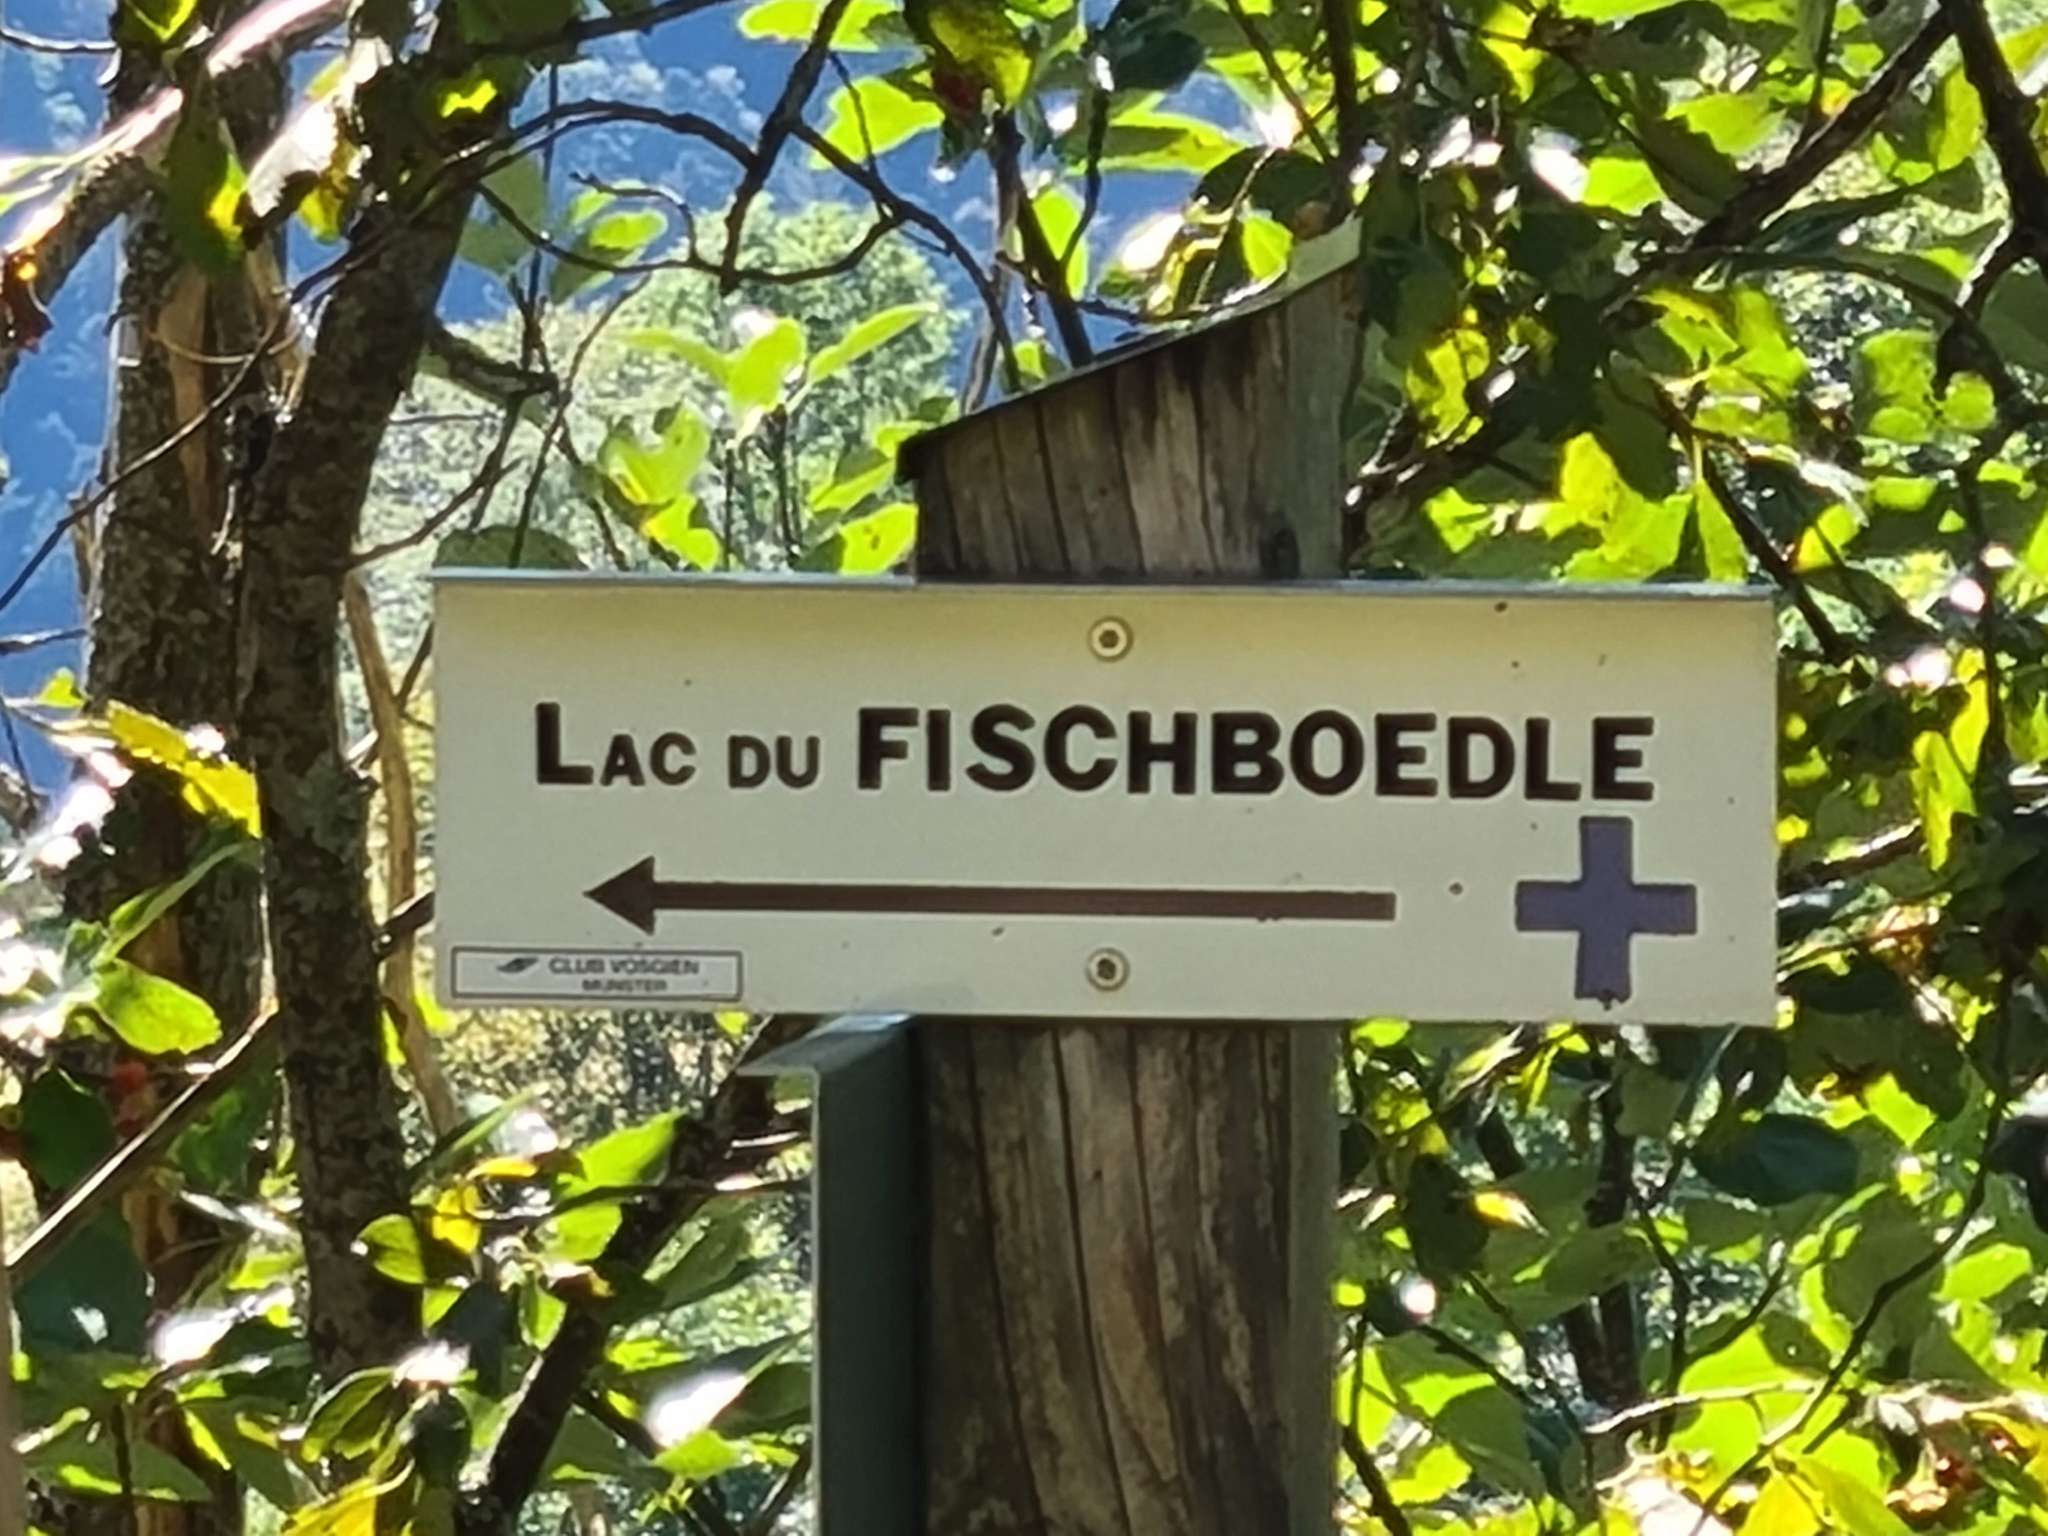 Lac du FISCHBOEDLE
CLUB VOSGIEN
MUNSTER